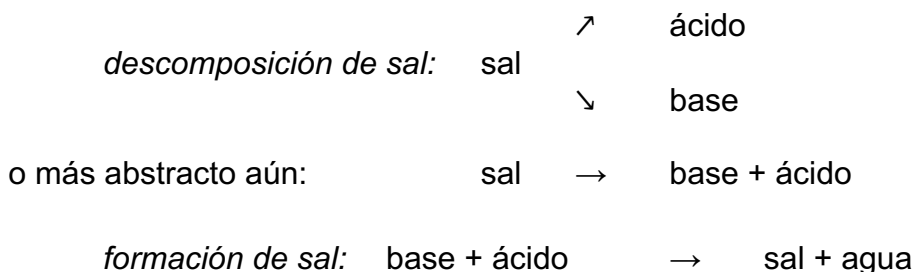 ↗ ácido
descomposición de sal: sal
↘ base
o más abstracto aún: sal → base + ácido
formación de sal: base + ácido → sal + agua